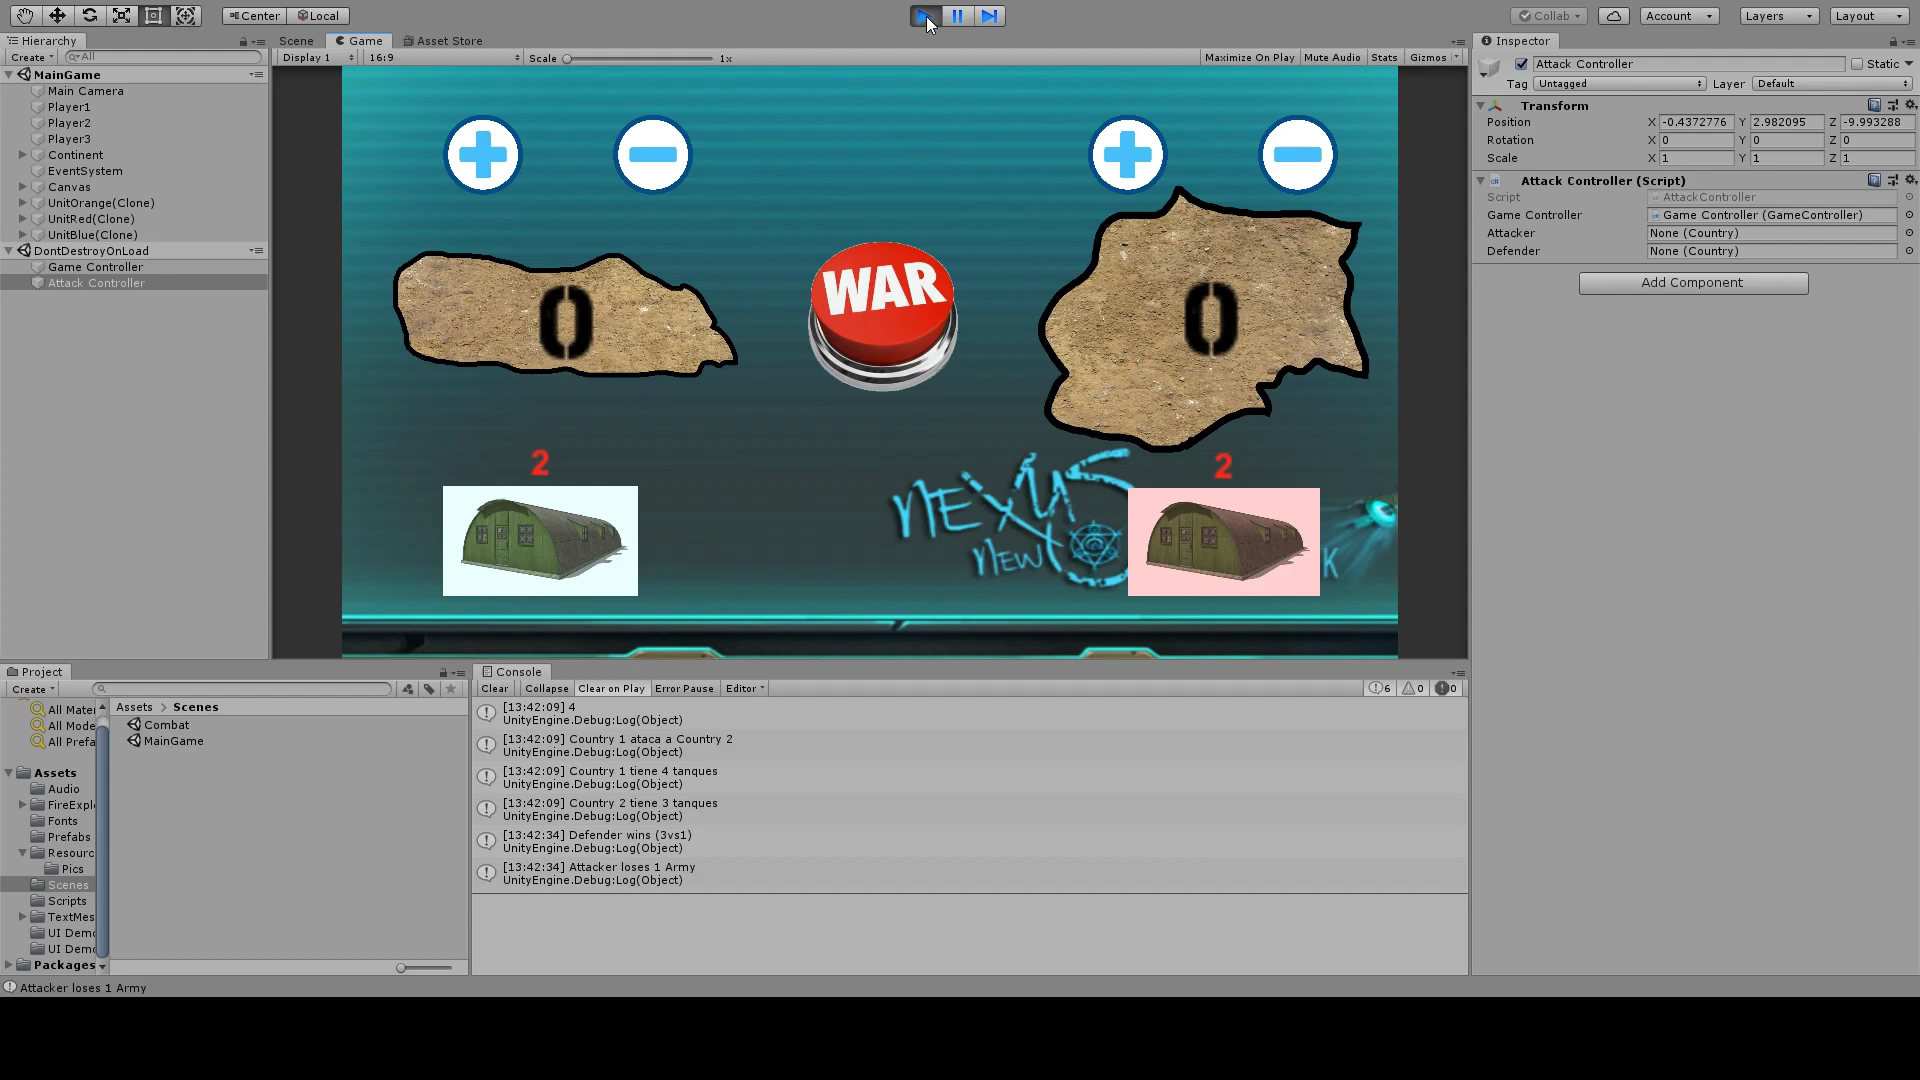 Center Local
Collab Account Layers Layout
Hierarchy
Create All
MainGame
Main Camera
Player1
Player2
Player3
Continent
EventSystem
Canvas
UnitOrange(Clone)
UnitRed(Clone)
UnitBlue(Clone)
DontDestroyOnLoad
Game Controller
Attack Controller
Scene Game Asset Store
Display 1 16:9 Scale 1x Maximize On Play Mute Audio Stats Gizmos
0
WAR
0
2
2
NEXUS
NEW
K
Inspector
Attack Controller Static
Tag Untagged Layer Default
Transform
Position X -0.4372776 Y 2.982095 Z -9.993288
Rotation X 0 Y 0 Z 0
Scale X 1 Y 1 Z 1
Attack Controller (Script)
Script AttackController
Game Controller Game Controller (GameController)
Attacker None (Country)
Defender None (Country)
Add Component
Project
Create
All Mater
All Mode
All Prefa
Assets
Audio
FireExplo
Fonts
Prefabs
Resourc
Pics
Scenes
Scripts
TextMes
UI Demo
UI Demo
Packages
Assets > Scenes
Combat
MainGame
Console
Clear Collapse Clear on Play Error Pause Editor 6 0 0
[13:42:09] 4
UnityEngine.Debug:Log(Object)
[13:42:09] Country 1 ataca a Country 2
UnityEngine.Debug:Log(Object)
[13:42:09] Country 1 tiene 4 tanques
UnityEngine.Debug:Log(Object)
[13:42:09] Country 2 tiene 3 tanques
UnityEngine.Debug:Log(Object)
[13:42:34] Defender wins (3vs1)
UnityEngine.Debug:Log(Object)
[13:42:34] Attacker loses 1 Army
UnityEngine.Debug:Log(Object)
Attacker loses 1 Army